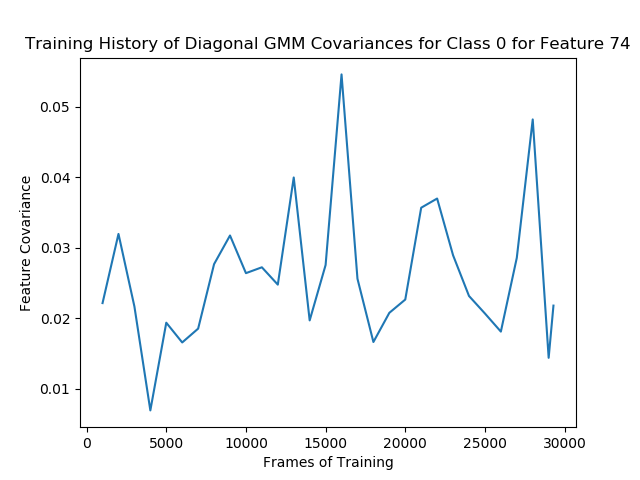 Training History of Diagonal GMM Covariances for Class 0 for Feature 74
0.05
0.04
0.03
0.02
0.01
Feature Covariance
0 5000 10000 15000 20000 25000 30000
Frames of Training